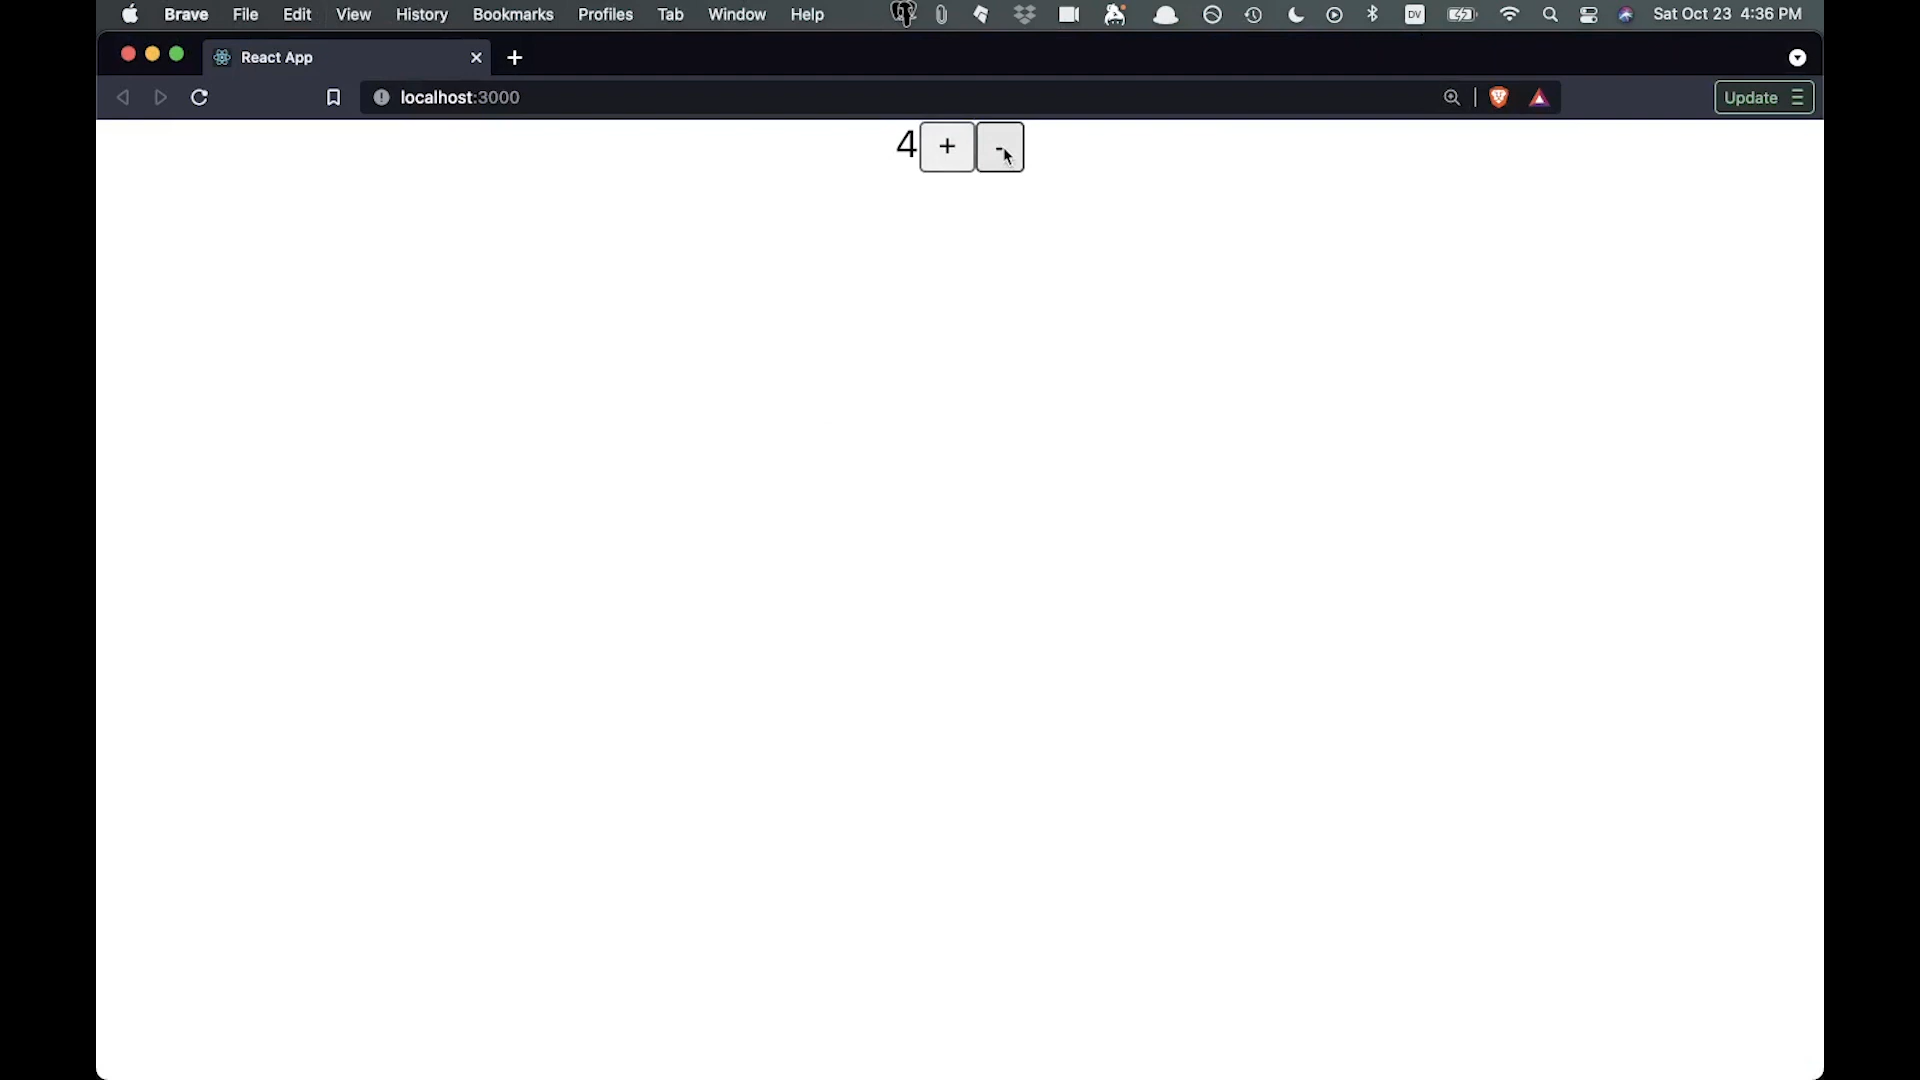 Brave File Edit View History Bookmarks Profiles Tab Window Help DV Sat Oct 23 4:36 PM
React App
localhost:3000 Update
4 + -